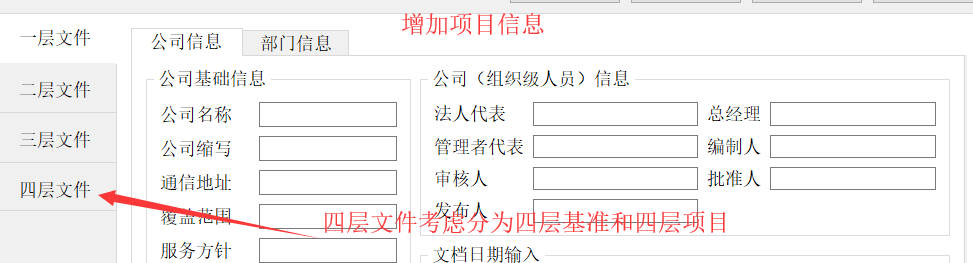 增加项目信息
一层文件
二层文件
三层文件
四层文件
公司信息
部门信息
公司基础信息
公司名称
公司缩写
通信地址
覆盖范围
服务方针
公司（组织级人员）信息
法人代表
总经理
管理者代表
编制人
审核人
批准人
发布人
四层文件考虑分为四层基准和四层项目
文档日期输入